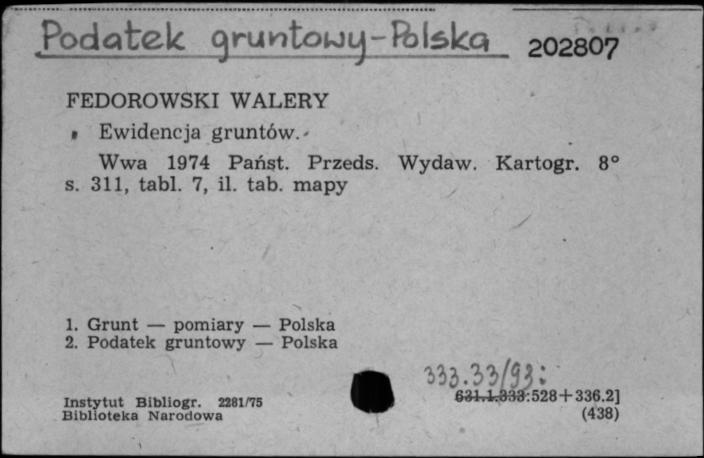 Podatek gruntowy-Polska 202807
FEDOROWSKI WALERY
Ewidencja gruntów.
Wwa 1974 Państ. Przeds. Wydaw. Kartogr. 8°
s. 311, tabl. 7, il. tab. mapy
1. Grunt — pomiary — Polska
2. Podatek gruntowy — Polska
333.33/93:
631.1.333:528+336.2]
(438)
Instytut Bibliogr. 2281/75
Biblioteka Narodowa